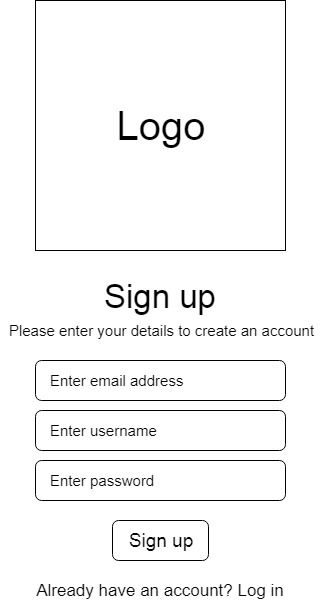 Logo
Sign up
Please enter your details to create an account
Enter email address
Enter username
Enter password
Sign up
Already have an account? Log in